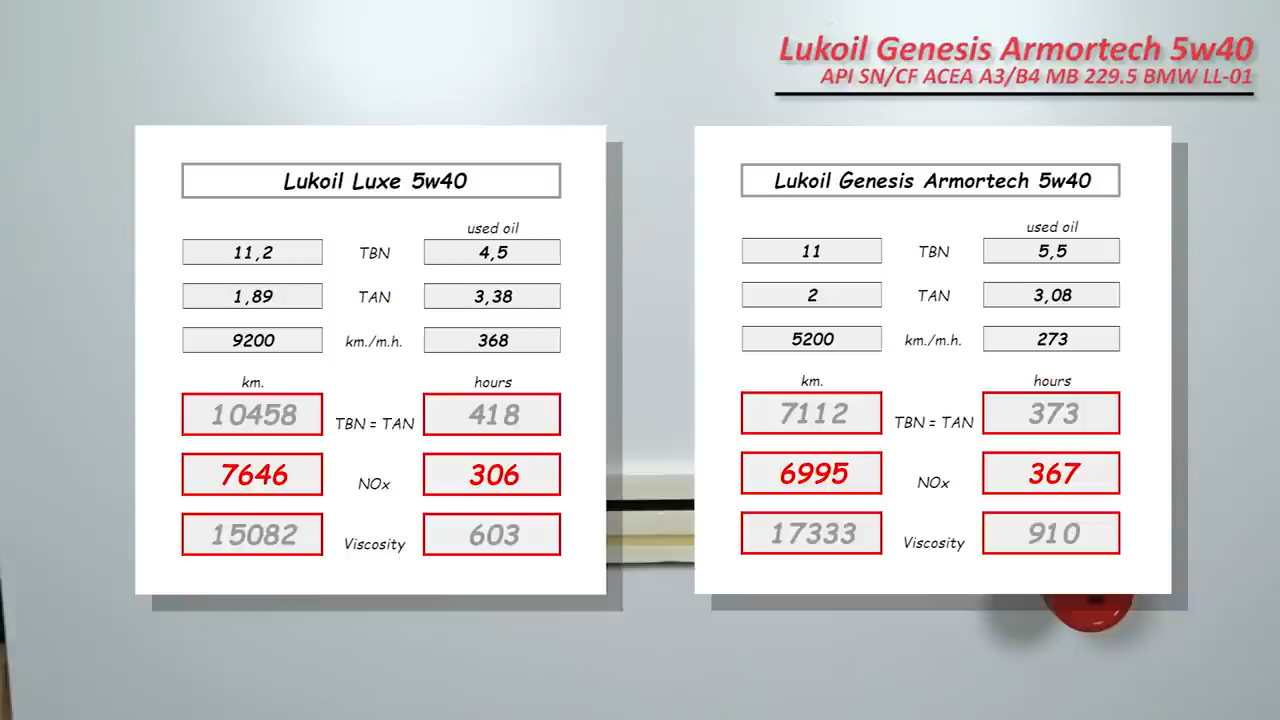 Lukoil Genesis Armortech 5w40
API SN/CF ACEA A3/B4 MB 229.5 BMW LL-01
Lukoil Luxe 5w40
used oil
11,2 TBN 4,5
1,89 TAN 3,38
9200 km./m.h. 368
km. hours
10458 TBN = TAN 418
7646 NOx 306
15082 Viscosity 603
Lukoil Genesis Armortech 5w40
used oil
11 TBN 5,5
2 TAN 3,08
5200 km./m.h. 273
km. hours
7112 TBN = TAN 373
6995 NOx 367
17333 Viscosity 910